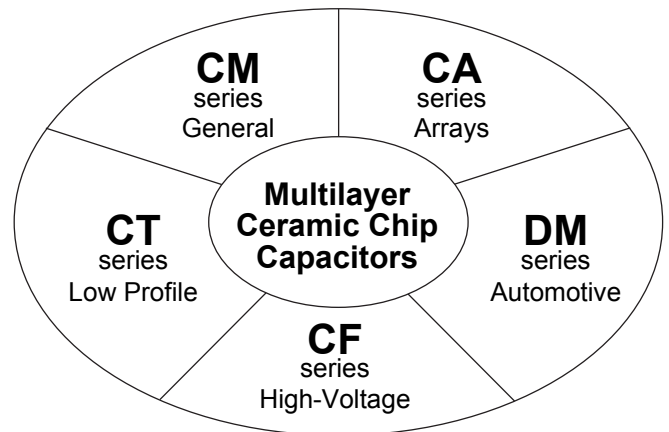 CM
series
General
CA
series
Arrays
Multilayer
Ceramic Chip
Capacitors
CT
series
Low Profile
DM
series
Automotive
CF
series
High-Voltage